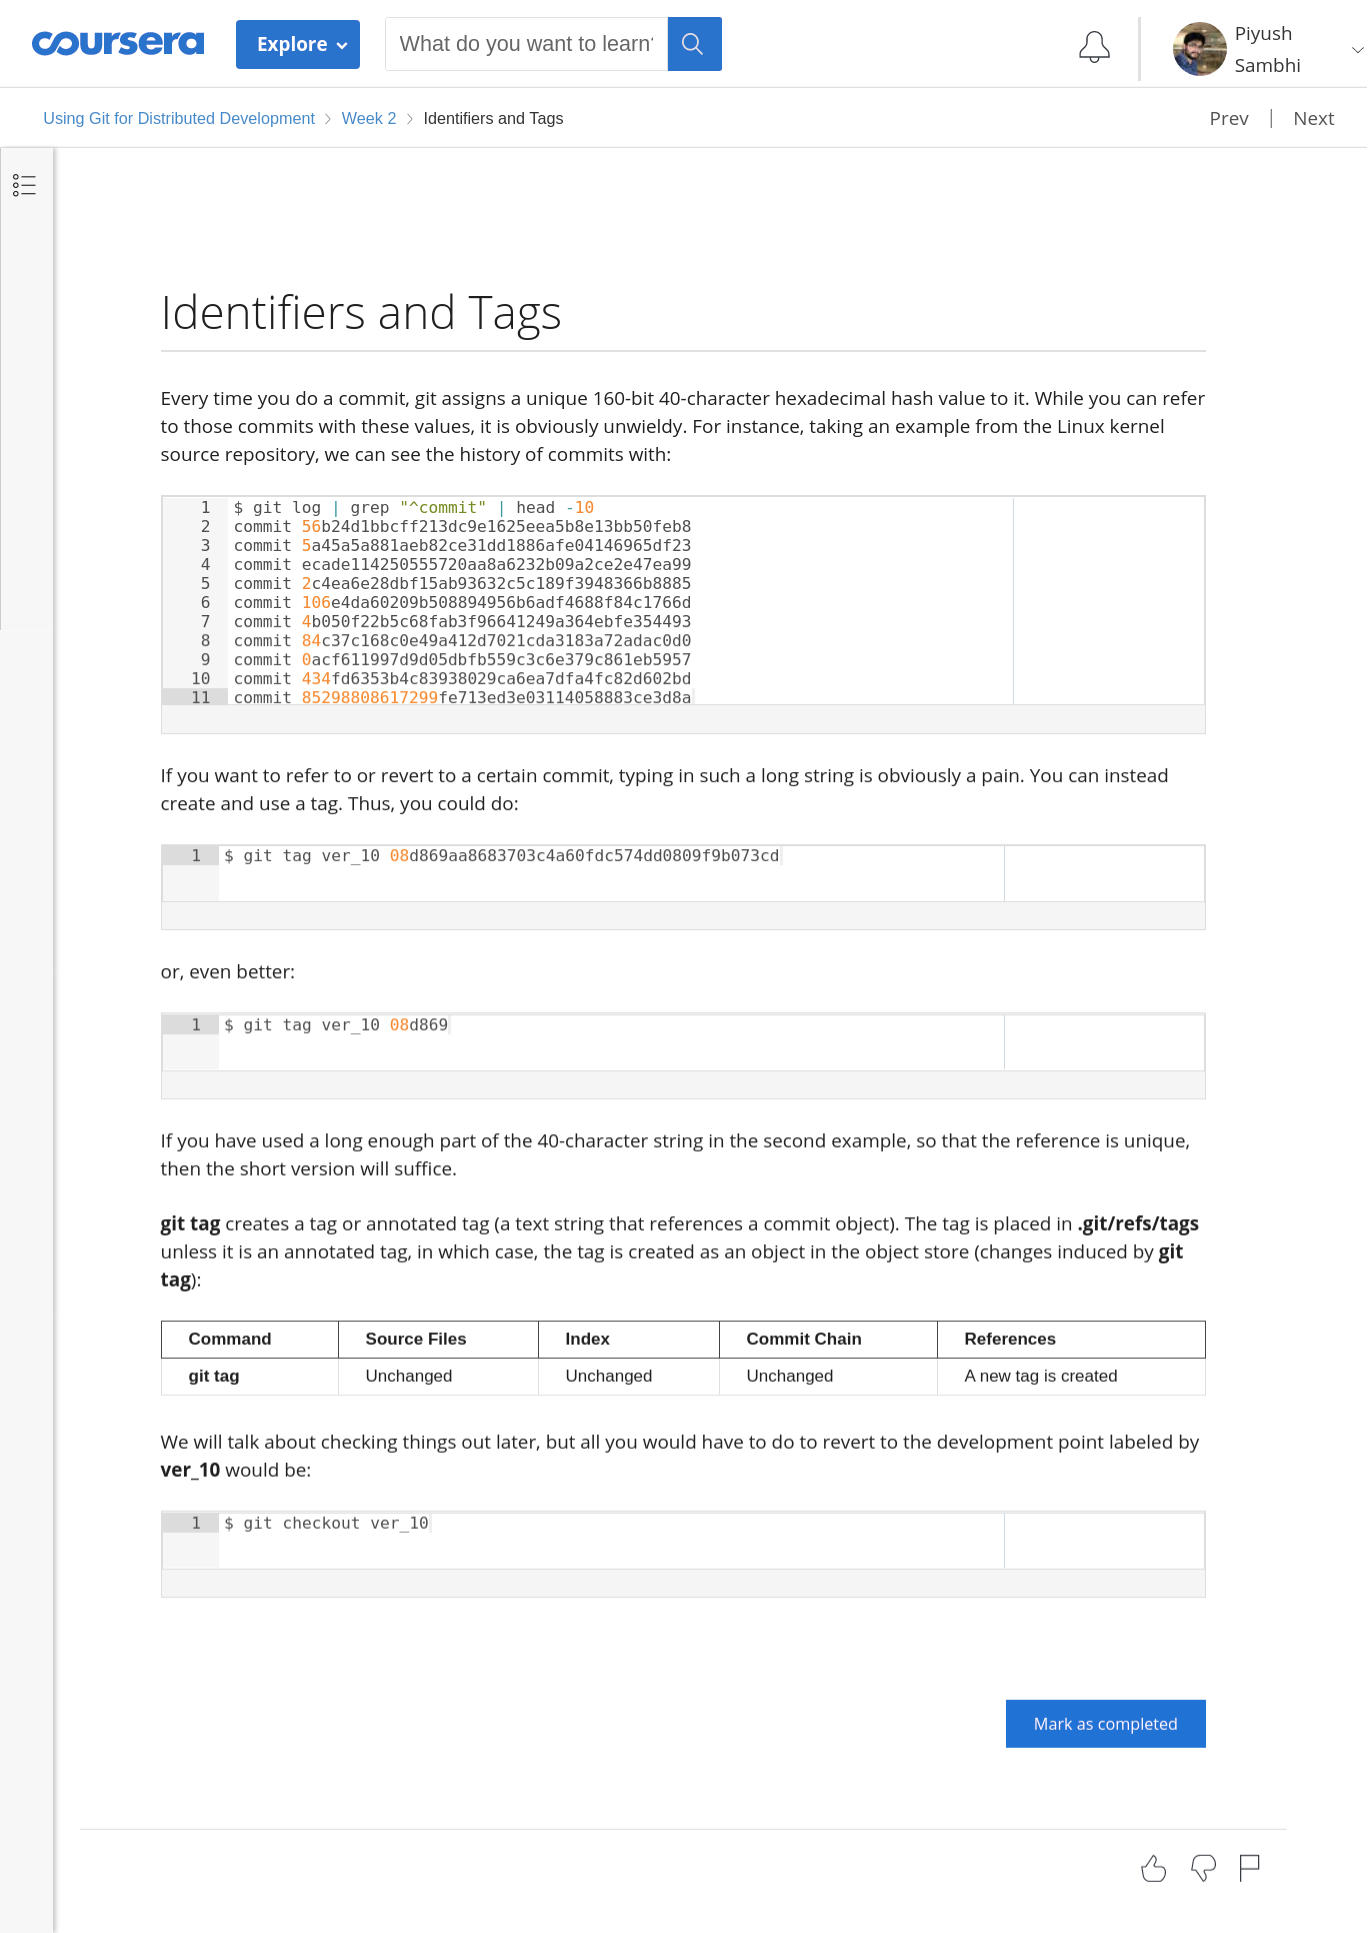 coursera
Explore
What do you want to learn?
Piyush
Sambhi
Using Git for Distributed Development > Week 2 > Identifiers and Tags
Prev | Next
Identifiers and Tags
Every time you do a commit, git assigns a unique 160-bit 40-character hexadecimal hash value to it. While you can refer
to those commits with these values, it is obviously unwieldy. For instance, taking an example from the Linux kernel
source repository, we can see the history of commits with:
1 $ git log | grep "^commit" | head -10
2 commit 56b24d1bbcff213dc9e1625eea5b8e13bb50feb8
3 commit 5a45a5a881aeb82ce31dd1886afe04146965df23
4 commit ecade114250555720aa8a6232b09a2ce2e47ea99
5 commit 2c4ea6e28dbf15ab93632c5c189f3948366b8885
6 commit 106e4da60209b508894956b6adf4688f84c1766d
7 commit 4b050f22b5c68fab3f96641249a364ebfe354493
8 commit 84c37c168c0e49a412d7021cda3183a72adac0d0
9 commit 0acf611997d9d05dbfb559c3c6e379c861eb5957
10 commit 434fd6353b4c83938029ca6ea7dfa4fc82d602bd
11 commit 85298808617299fe713ed3e03114058883ce3d8a
If you want to refer to or revert to a certain commit, typing in such a long string is obviously a pain. You can instead
create and use a tag. Thus, you could do:
1 $ git tag ver_10 08d869aa8683703c4a60fdc574dd0809f9b073cd
or, even better:
1 $ git tag ver_10 08d869
If you have used a long enough part of the 40-character string in the second example, so that the reference is unique,
then the short version will suffice.
git tag creates a tag or annotated tag (a text string that references a commit object). The tag is placed in .git/refs/tags
unless it is an annotated tag, in which case, the tag is created as an object in the object store (changes induced by git
tag):
Command Source Files Index Commit Chain References
git tag Unchanged Unchanged Unchanged A new tag is created
We will talk about checking things out later, but all you would have to do to revert to the development point labeled by
ver_10 would be:
1 $ git checkout ver_10
Mark as completed